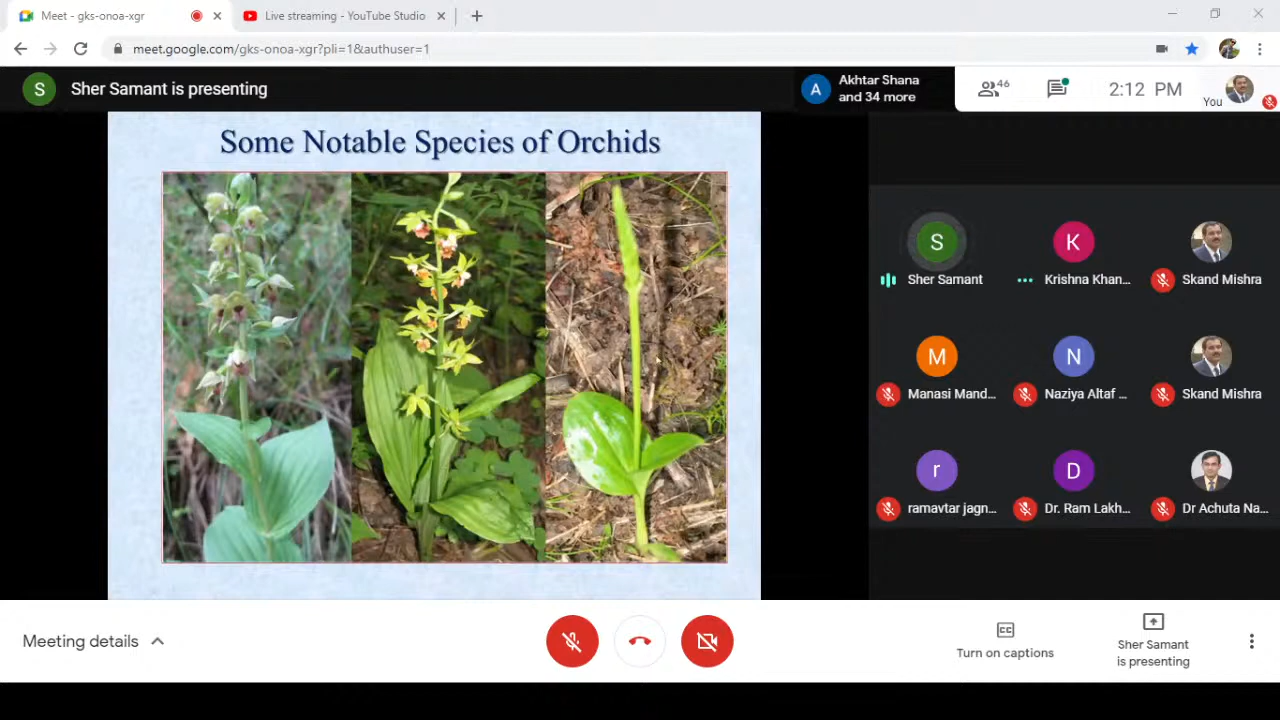 Meet - gks-onoa-xgr
Live streaming - YouTube Studio
meet.google.com/gks-onoa-xgr?pli=1&authuser=1
S
Sher Samant is presenting
A
Akhtar Shana
and 34 more
46
2:12 PM
You
Some Notable Species of Orchids
S
Sher Samant
K
Krishna Khan...
Skand Mishra
M
Manasi Mand...
N
Naziya Altaf ...
Skand Mishra
r
ramavtar jagn...
D
Dr. Ram Lakh...
Dr Achuta Na...
Meeting details
CC
Turn on captions
Sher Samant
is presenting